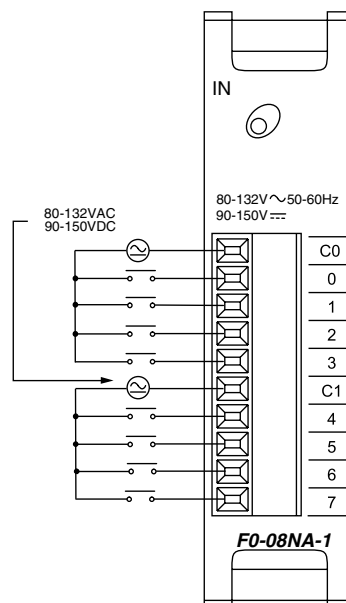 IN
80-132V 50-60Hz
90-150V
80-132VAC
90-150VDC
C0
0
1
2
3
C1
4
5
6
7
F0-08NA-1